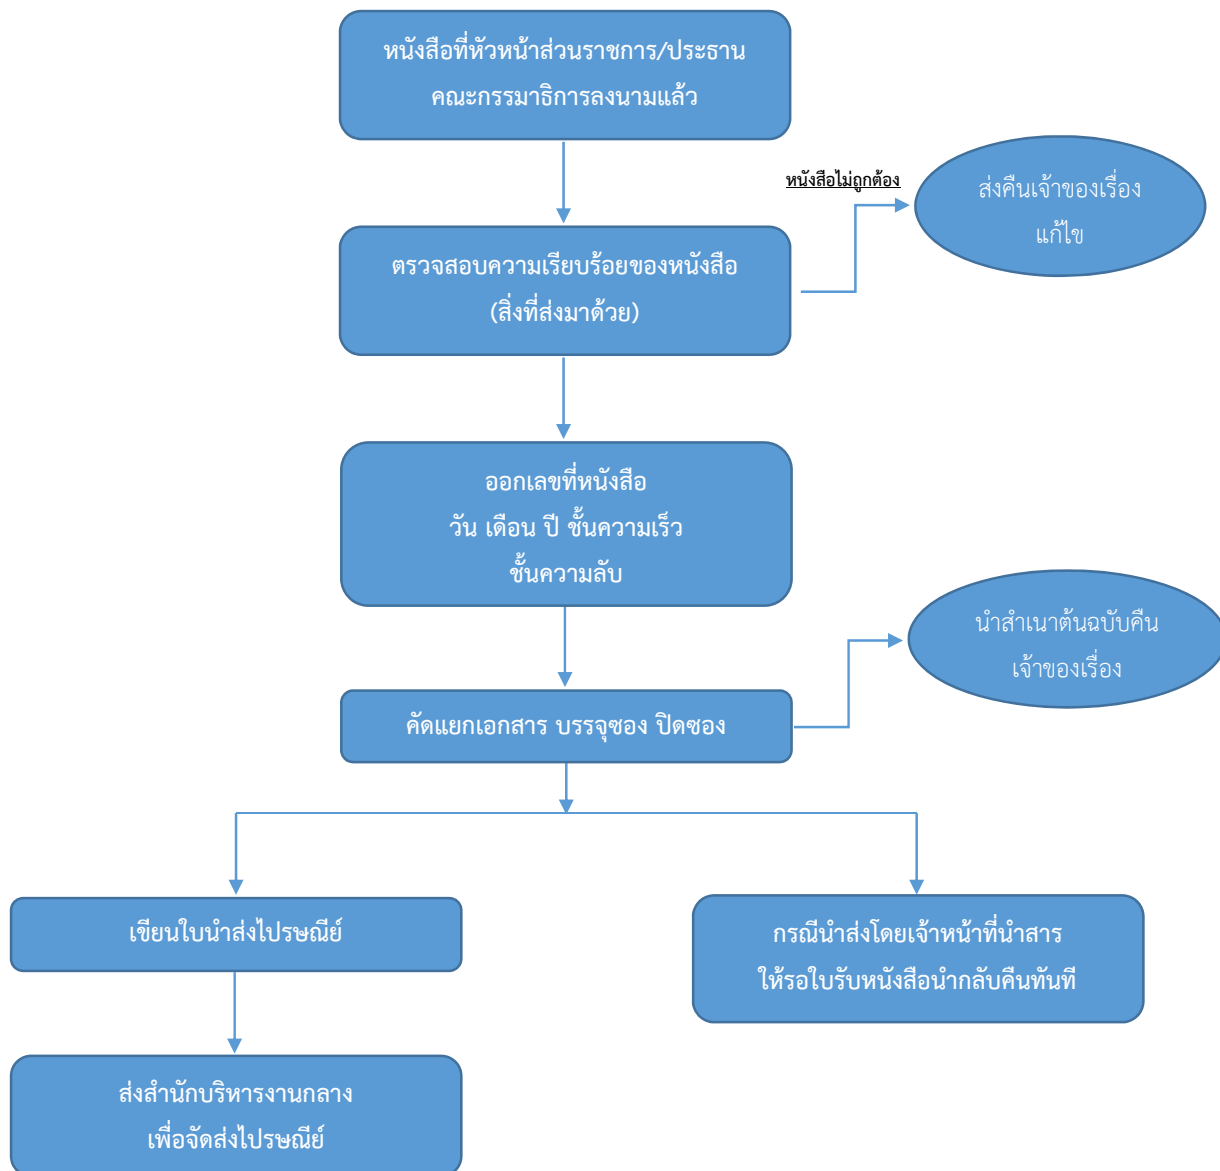 หนังสือที่หัวหน้าส่วนราชการ/ประธาน
คณะกรรมาธิการลงนามแล้ว
หนังสือไม่ถูกต้อง
ส่งคืนเจ้าของเรื่อง
แก้ไข
ตรวจสอบความเรียบร้อยของหนังสือ
(สิ่งที่ส่งมาด้วย)
ออกเลขที่หนังสือ
วัน เดือน ปี ชั้นความเร็ว
ชั้นความลับ
นำสำเนาต้นฉบับคืน
เจ้าของเรื่อง
คัดแยกเอกสาร บรรจุซอง ปิดซอง
เขียนใบนำส่งไปรษณีย์
กรณีนำส่งโดยเจ้าหน้าที่นำสาร
ให้รอใบรับหนังสือนำกลับคืนทันที
ส่งสำนักบริหารงานกลาง
เพื่อจัดส่งไปรษณีย์